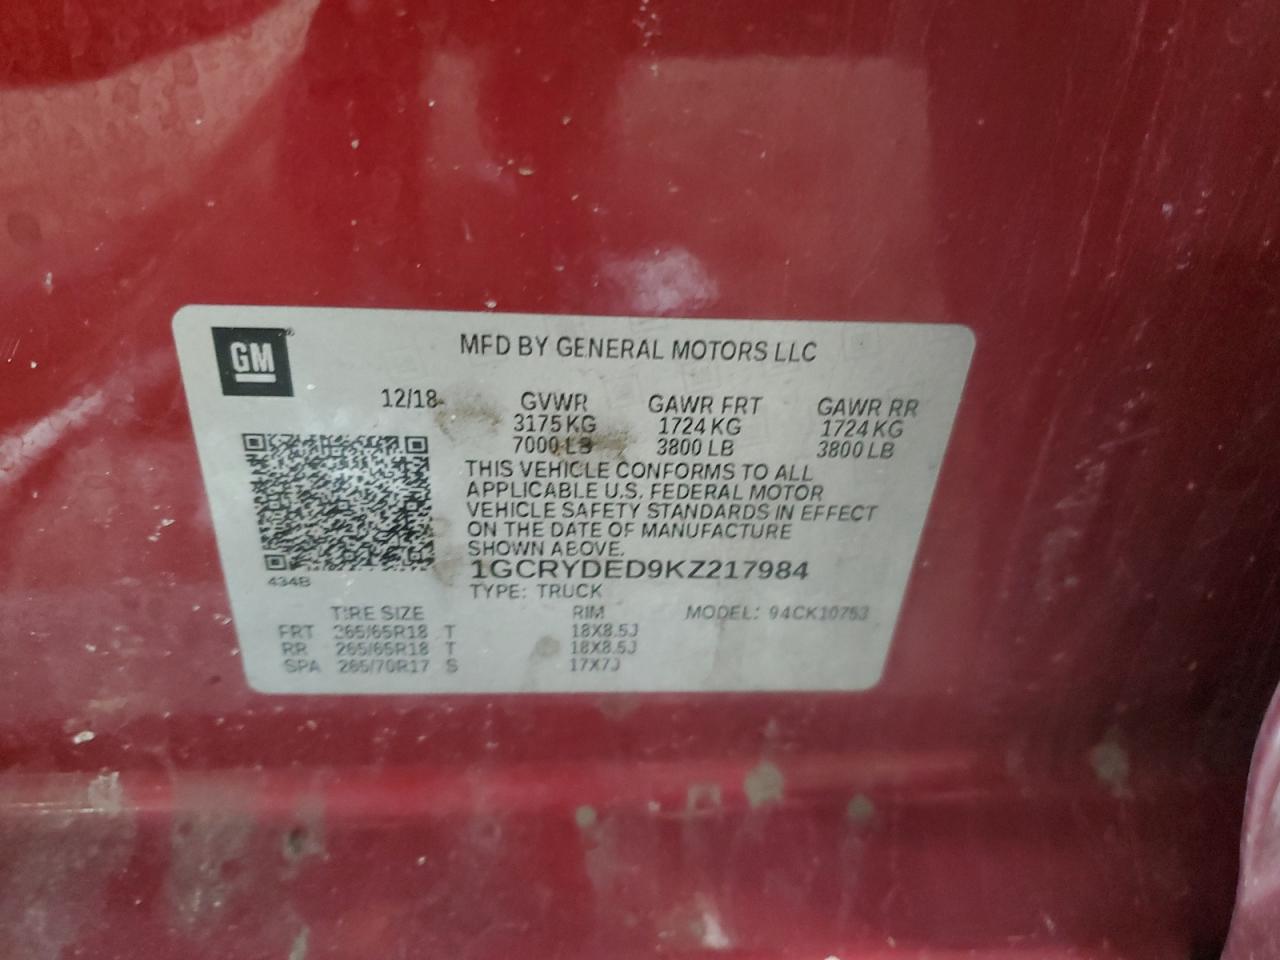 GM
MFD BY GENERAL MOTORS LLC
12/18 GVWR GAWR FRT GAWR RR
3175 KG 1724 KG 1724 KG
7000 LB 3800 LB 3800 LB
THIS VEHICLE CONFORMS TO ALL
APPLICABLE U.S. FEDERAL MOTOR
VEHICLE SAFETY STANDARDS IN EFFECT
ON THE DATE OF MANUFACTURE
SHOWN ABOVE.
1GCRYDED9KZ217984
434B
TYPE: TRUCK
TIRE SIZE RIM MODEL: 94CK10753
FRT 265/65R18 T 18X8.5J
RR 265/65R18 T 18X8.5J
SPA 265/70R17 S 17X7J